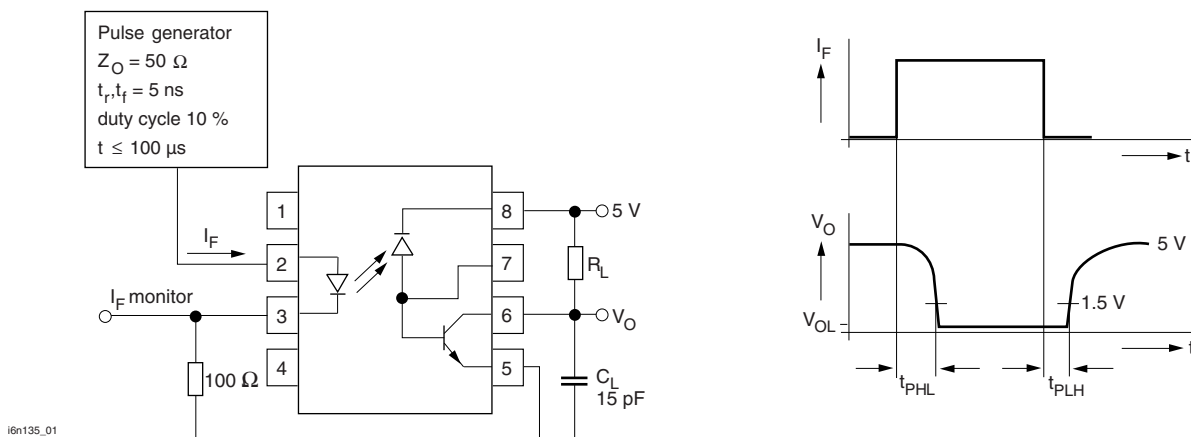 Pulse generator
Z_O = 50 Ω
t_r,t_f = 5 ns
duty cycle 10 %
t ≤ 100 µs
I_F
1
2
3
4
8
7
6
5
5 V
R_L
V_O
C_L
15 pF
I_F monitor
100 Ω
i6n135_01
I_F
t
V_O
5 V
1.5 V
V_OL
t
t_PHL
t_PLH